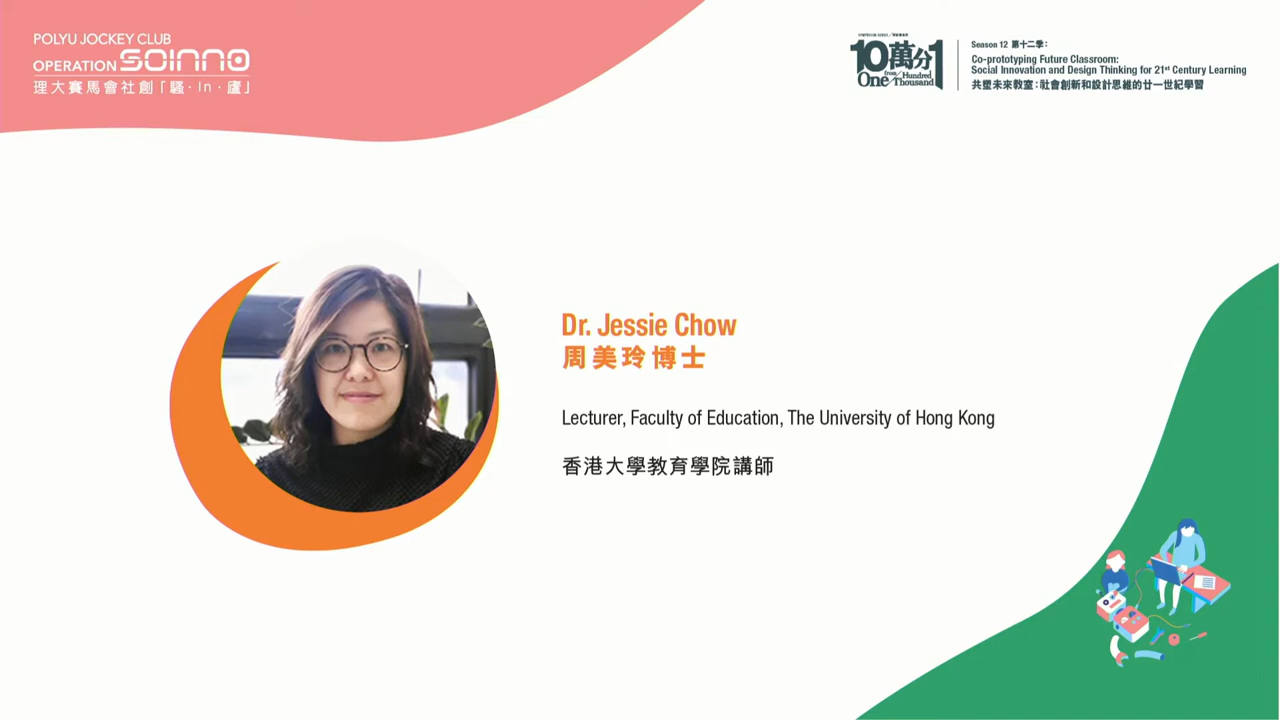 POLYU JOCKEY CLUB
OPERATION SOINNO
理大賽馬會社創「騷·In·廬」
10萬分1
One from Hundred Thousand
Season 12 第十二季：
Co-prototyping Future Classroom:
Social Innovation and Design Thinking for 21st Century Learning
共塑未來教室：社會創新和設計思維的廿一世紀學習
Dr. Jessie Chow
周美玲博士
Lecturer, Faculty of Education, The University of Hong Kong
香港大學教育學院講師